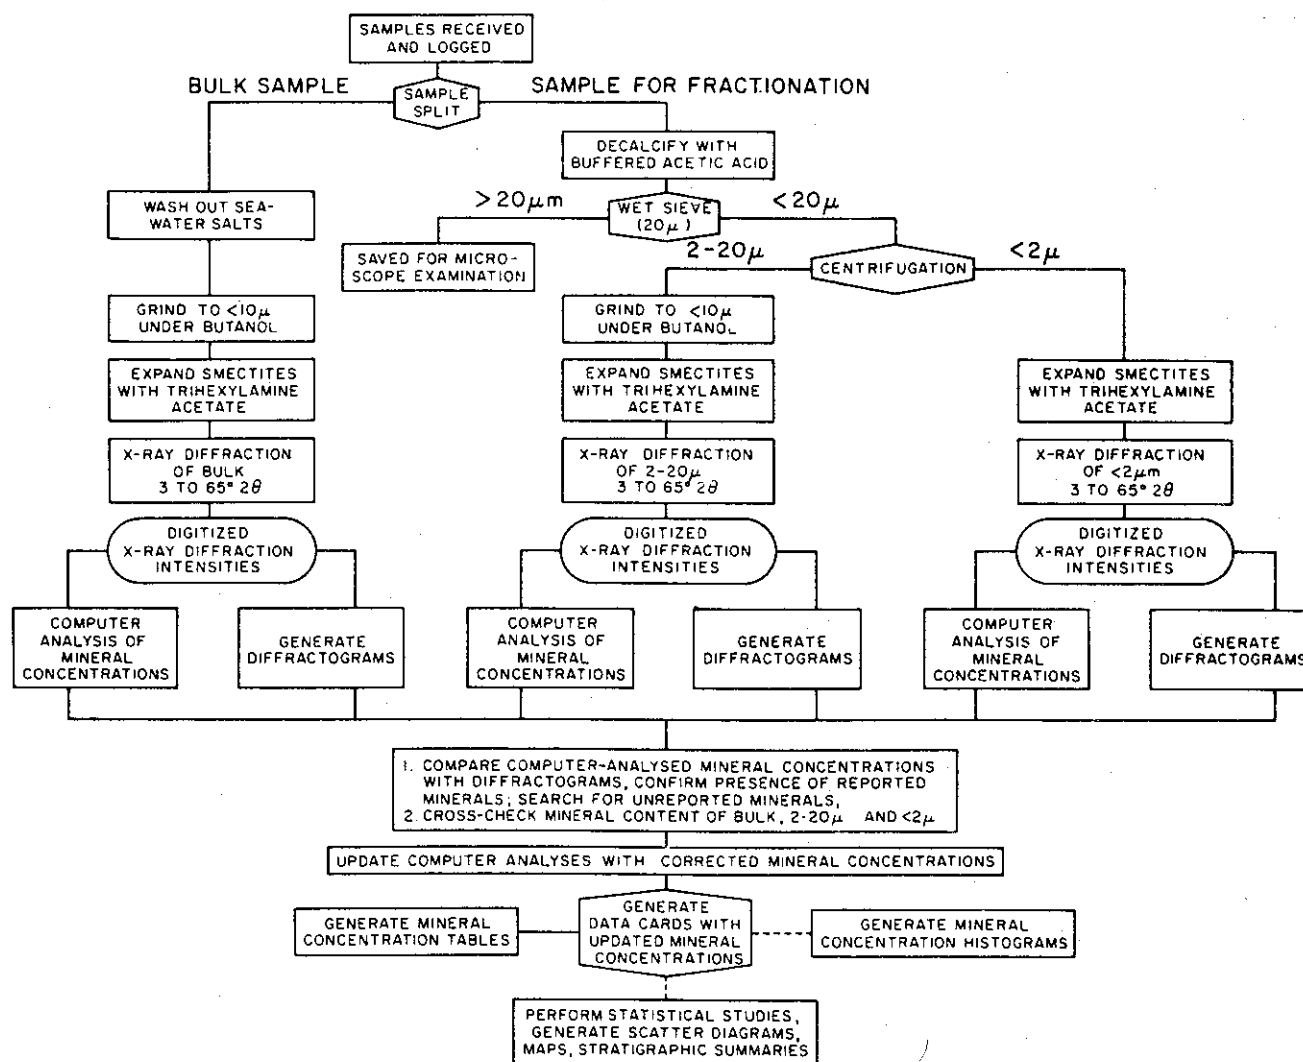 SAMPLES RECEIVED
AND LOGGED
BULK SAMPLE
SAMPLE
SPLIT
SAMPLE FOR FRACTIONATION
DECALCIFY WITH
BUFFERED ACETIC ACID
WASH OUT SEA-
WATER SALTS
>20μm
WET SIEVE
(20μ)
<20μ
SAVED FOR MICRO-
SCOPE EXAMINATION
2-20μ
CENTRIFUGATION
<2μ
GRIND TO <10μ
UNDER BUTANOL
GRIND TO <10μ
UNDER BUTANOL
EXPAND SMECTITES
WITH TRIHEXYLAMINE
ACETATE
EXPAND SMECTITES
WITH TRIHEXYLAMINE
ACETATE
EXPAND SMECTITES
WITH TRIHEXYLAMINE
ACETATE
X-RAY DIFFRACTION
OF BULK
3 TO 65° 2θ
X-RAY DIFFRACTION
OF 2-20μ
3 TO 65° 2θ
X-RAY DIFFRACTION
OF <2μm
3 TO 65° 2θ
DIGITIZED
X-RAY DIFFRACTION
INTENSITIES
DIGITIZED
X-RAY DIFFRACTION
INTENSITIES
DIGITIZED
X-RAY DIFFRACTION
INTENSITIES
COMPUTER
ANALYSIS OF
MINERAL
CONCENTRATIONS
GENERATE
DIFFRACTOGRAMS
COMPUTER
ANALYSIS OF
MINERAL
CONCENTRATIONS
GENERATE
DIFFRACTOGRAMS
COMPUTER
ANALYSIS OF
MINERAL
CONCENTRATIONS
GENERATE
DIFFRACTOGRAMS
1. COMPARE COMPUTER-ANALYSED MINERAL CONCENTRATIONS
WITH DIFFRACTOGRAMS, CONFIRM PRESENCE OF REPORTED
MINERALS; SEARCH FOR UNREPORTED MINERALS,
2. CROSS-CHECK MINERAL CONTENT OF BULK, 2-20μ AND <2μ
UPDATE COMPUTER ANALYSES WITH CORRECTED MINERAL CONCENTRATIONS
GENERATE MINERAL
CONCENTRATION TABLES
GENERATE
DATA CARDS WITH
UPDATED MINERAL
CONCENTRATIONS
GENERATE MINERAL
CONCENTRATION HISTOGRAMS
PERFORM STATISTICAL STUDIES,
GENERATE SCATTER DIAGRAMS,
MAPS, STRATIGRAPHIC SUMMARIES